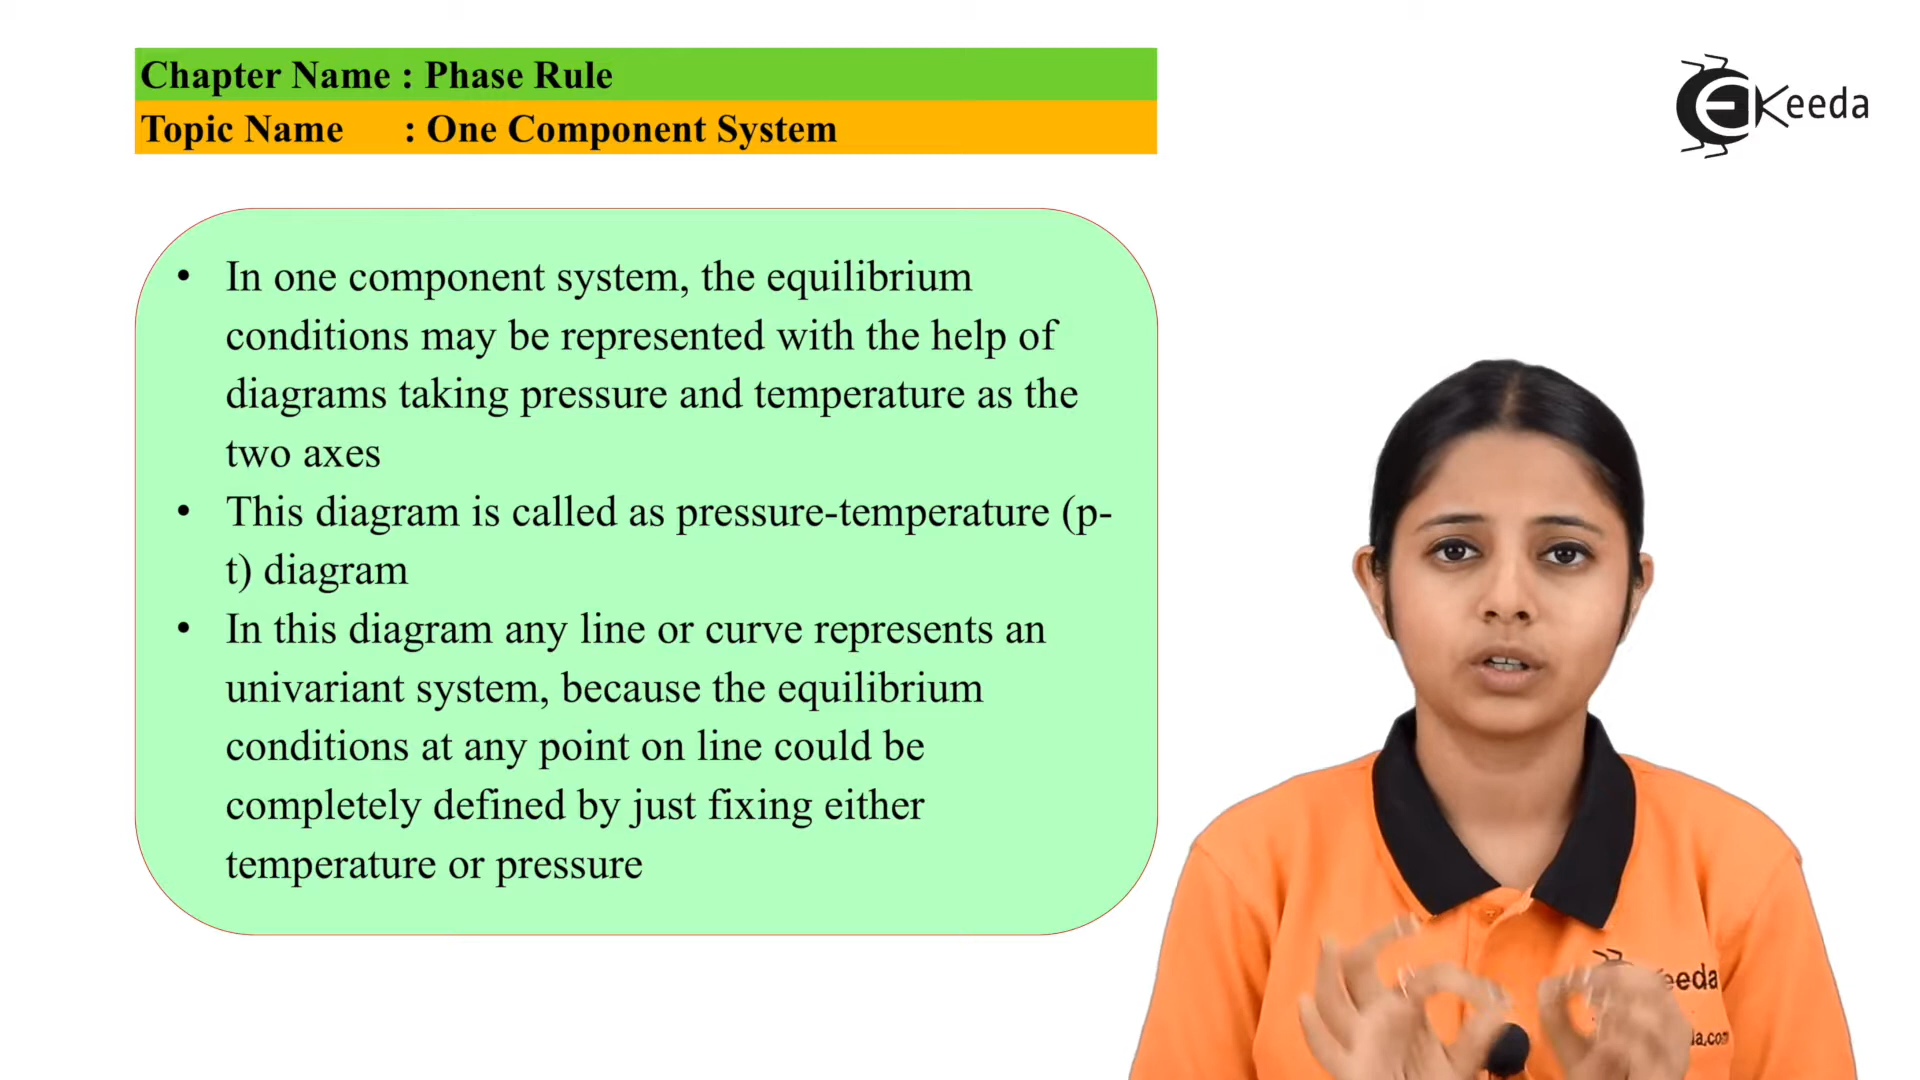 Chapter Name : Phase Rule
Topic Name : One Component System
Keeda
• In one component system, the equilibrium
conditions may be represented with the help of
diagrams taking pressure and temperature as the
two axes
• This diagram is called as pressure-temperature (p-
t) diagram
• In this diagram any line or curve represents an
univariant system, because the equilibrium
conditions at any point on line could be
completely defined by just fixing either
temperature or pressure
eeda
a.com